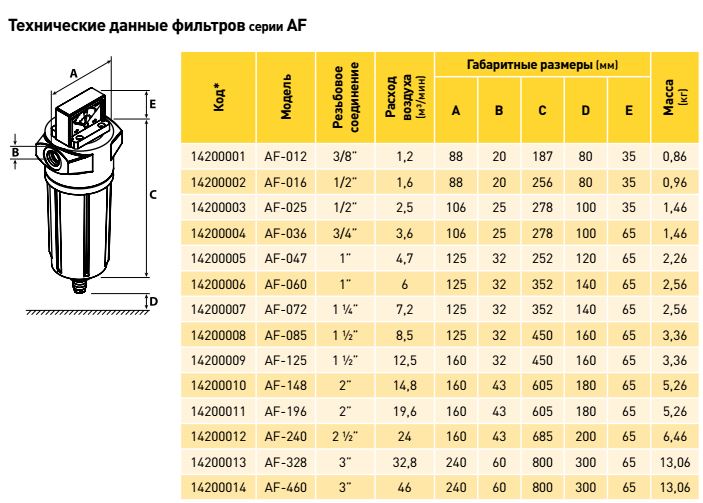 Технические данные фильтров серии AF
A
E
B
C
D
Код* Модель Резьбовое соединение Расход воздуха (м³/мин) Габаритные размеры (мм) Масса (кг)
A B C D E
14200001 AF-012 3/8˝ 1,2 88 20 187 80 35 0,86
14200002 AF-016 1/2˝ 1,6 88 20 256 80 35 0,96
14200003 AF-025 1/2˝ 2,5 106 25 278 100 35 1,46
14200004 AF-036 3/4˝ 3,6 106 25 278 100 65 1,46
14200005 AF-047 1˝ 4,7 125 32 252 120 65 2,26
14200006 AF-060 1˝ 6 125 32 352 140 65 2,56
14200007 AF-072 1 ¼˝ 7,2 125 32 352 140 65 2,56
14200008 AF-085 1 ½˝ 8,5 125 32 450 160 65 3,36
14200009 AF-125 1 ½˝ 12,5 160 32 450 160 65 3,36
14200010 AF-148 2˝ 14,8 160 43 605 180 65 5,26
14200011 AF-196 2˝ 19,6 160 43 605 180 65 5,26
14200012 AF-240 2 ½˝ 24 160 43 685 200 65 6,46
14200013 AF-328 3˝ 32,8 240 60 800 300 65 13,06
14200014 AF-460 3˝ 46 240 60 800 300 65 13,06